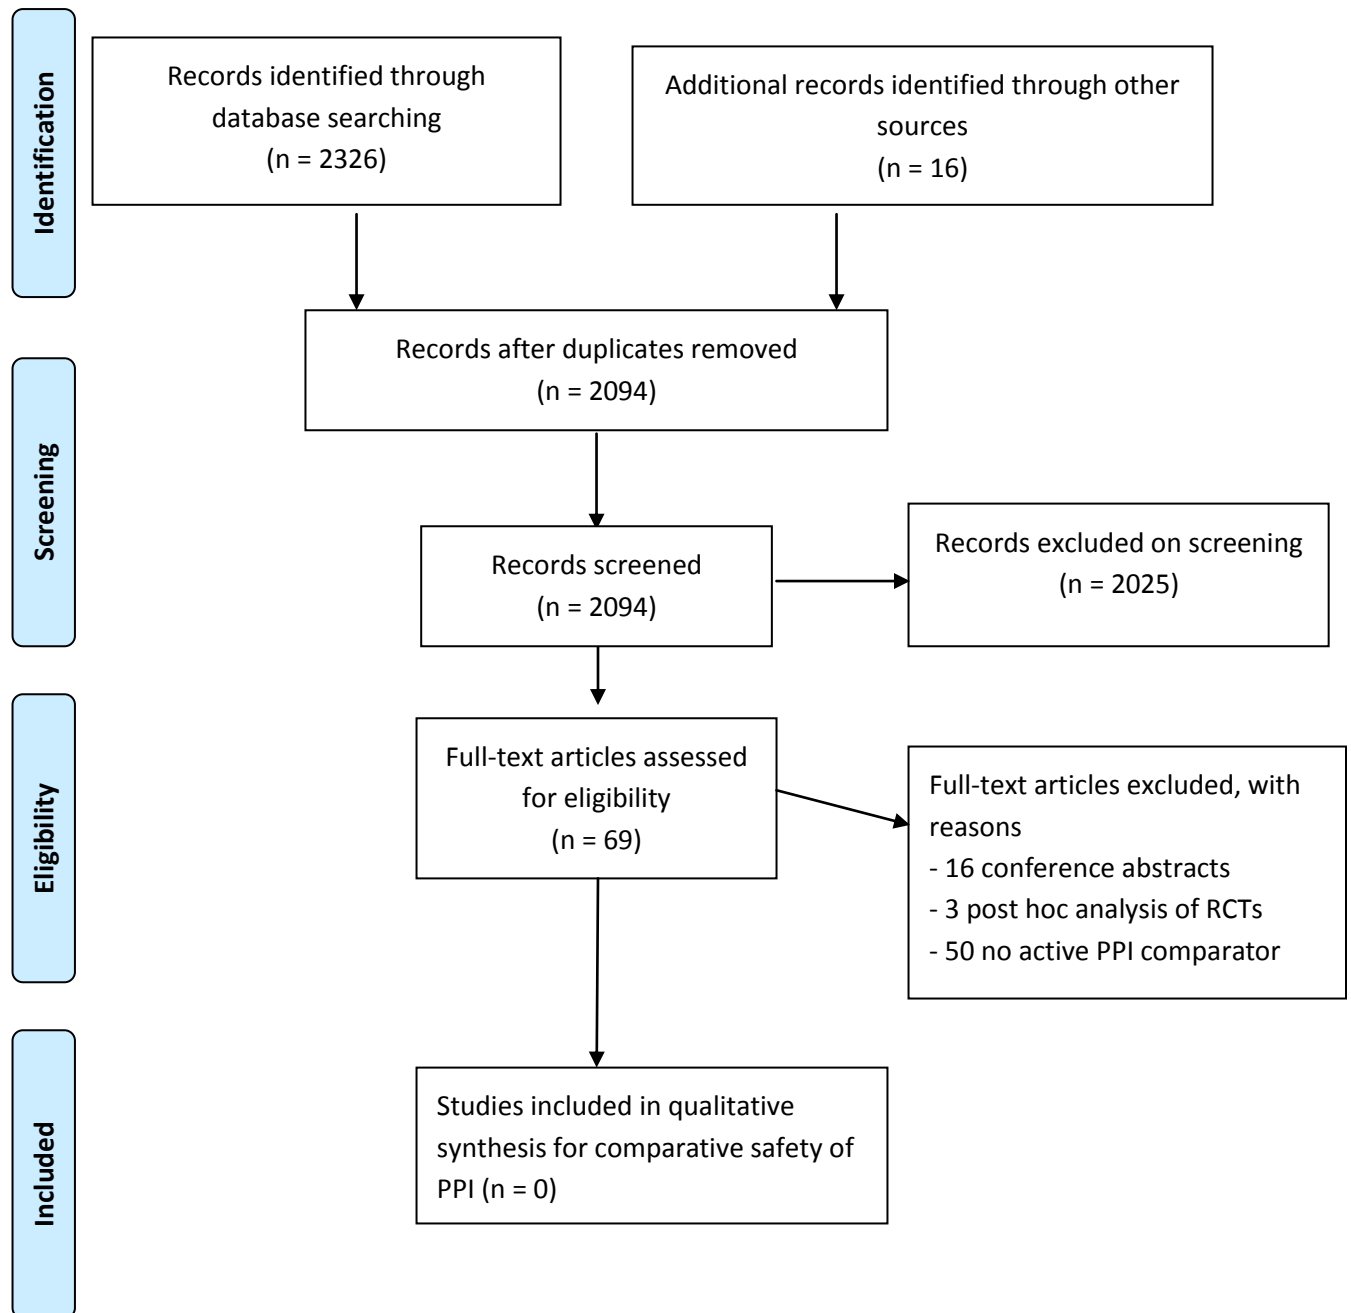 Identification
Records identified through
database searching
(n = 2326)
Additional records identified through other
sources
(n = 16)
Records after duplicates removed
(n = 2094)
Screening
Records screened
(n = 2094)
Records excluded on screening
(n = 2025)
Eligibility
Full-text articles assessed
for eligibility
(n = 69)
Full-text articles excluded, with
reasons
- 16 conference abstracts
- 3 post hoc analysis of RCTs
- 50 no active PPI comparator
Included
Studies included in qualitative
synthesis for comparative safety of
PPI (n = 0)